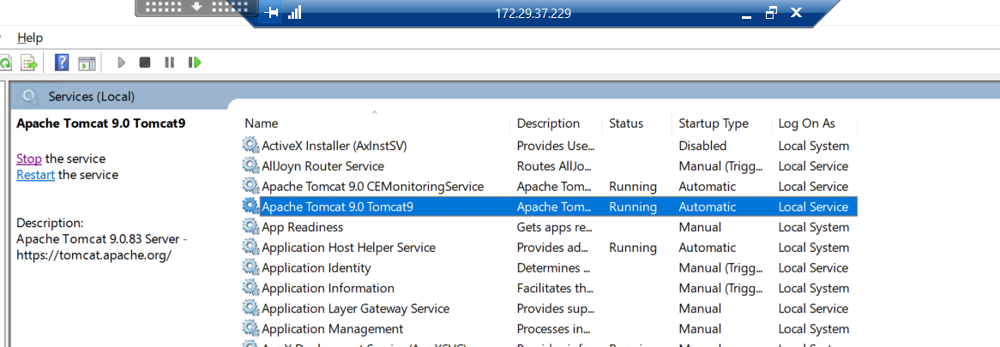 172.29.37.229
Help
Services (Local)
Apache Tomcat 9.0 Tomcat9
Stop the service
Restart the service
Description:
Apache Tomcat 9.0.83 Server -
https://tomcat.apache.org/
Name Description Status Startup Type Log On As
ActiveX Installer (AxInstSV) Provides Use... Disabled Local System
AllJoyn Router Service Routes AllJo... Manual (Trigg... Local Service
Apache Tomcat 9.0 CEMonitoringService Apache Tom... Running Automatic Local Service
Apache Tomcat 9.0 Tomcat9 Apache Tom... Running Automatic Local Service
App Readiness Gets apps re... Manual Local System
Application Host Helper Service Provides ad... Running Automatic Local System
Application Identity Determines ... Manual (Trigg... Local Service
Application Information Facilitates th... Manual (Trigg... Local System
Application Layer Gateway Service Provides sup... Manual Local Service
Application Management Processes in... Manual Local System